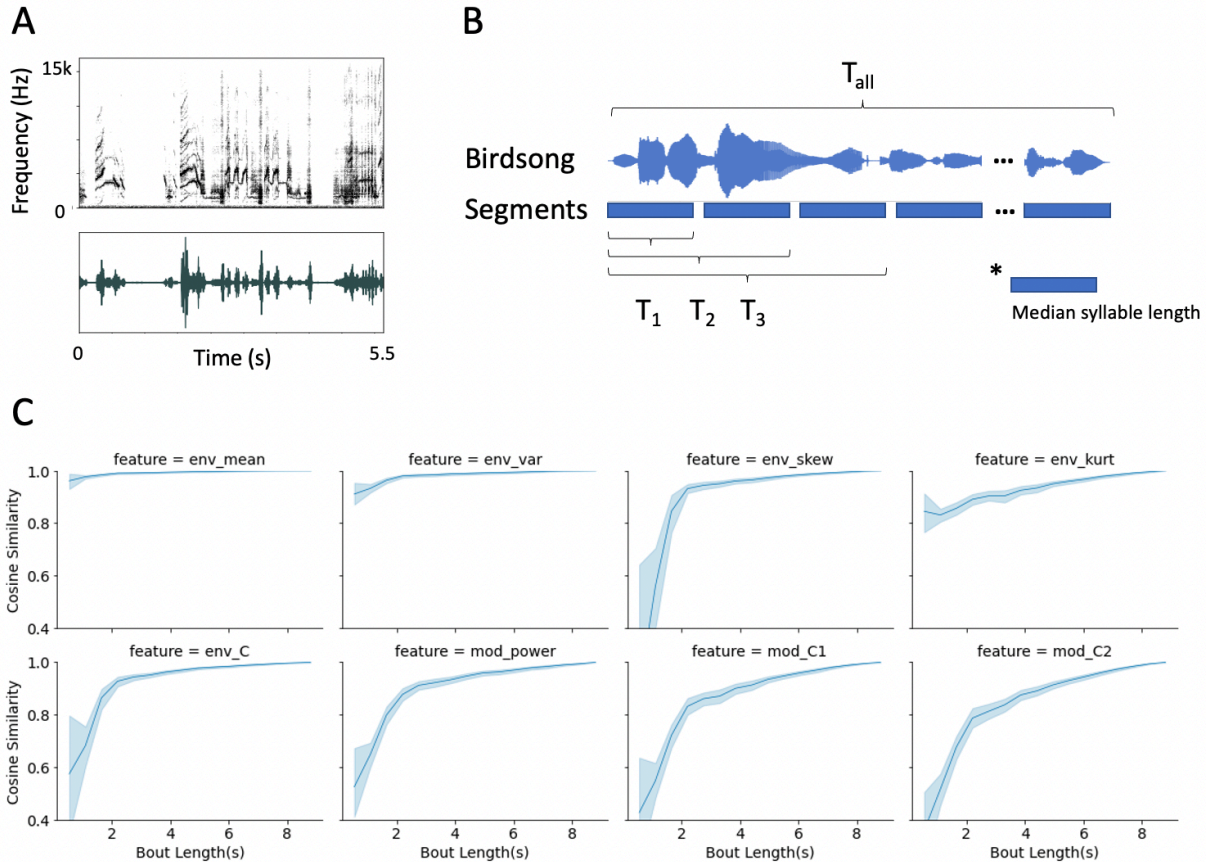 A
Frequency (Hz)
15k
0
0
5.5
Time (s)
B
T_all
Birdsong
...
Segments
...
T_1 T_2 T_3
*
Median syllable length
C
feature = env_mean
feature = env_var
feature = env_skew
feature = env_kurt
Cosine Similarity
1.0
0.8
0.6
0.4
feature = env_C
feature = mod_power
feature = mod_C1
feature = mod_C2
Cosine Similarity
1.0
0.8
0.6
0.4
2 4 6 8
2 4 6 8
2 4 6 8
2 4 6 8
Bout Length(s)
Bout Length(s)
Bout Length(s)
Bout Length(s)